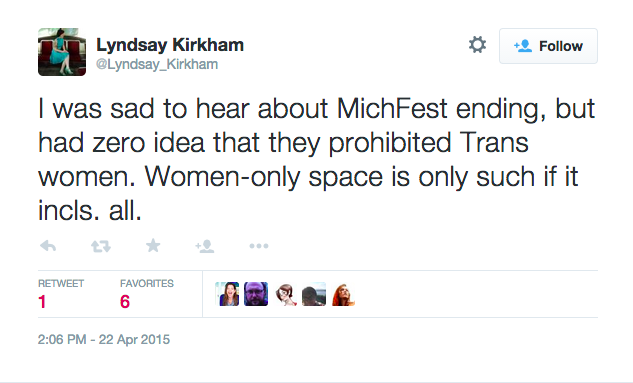 Lyndsay Kirkham
@Lyndsay_Kirkham
Follow
I was sad to hear about MichFest ending, but
had zero idea that they prohibited Trans
women. Women-only space is only such if it
incls. all.
RETWEET FAVORITES
1 6
2:06 PM - 22 Apr 2015